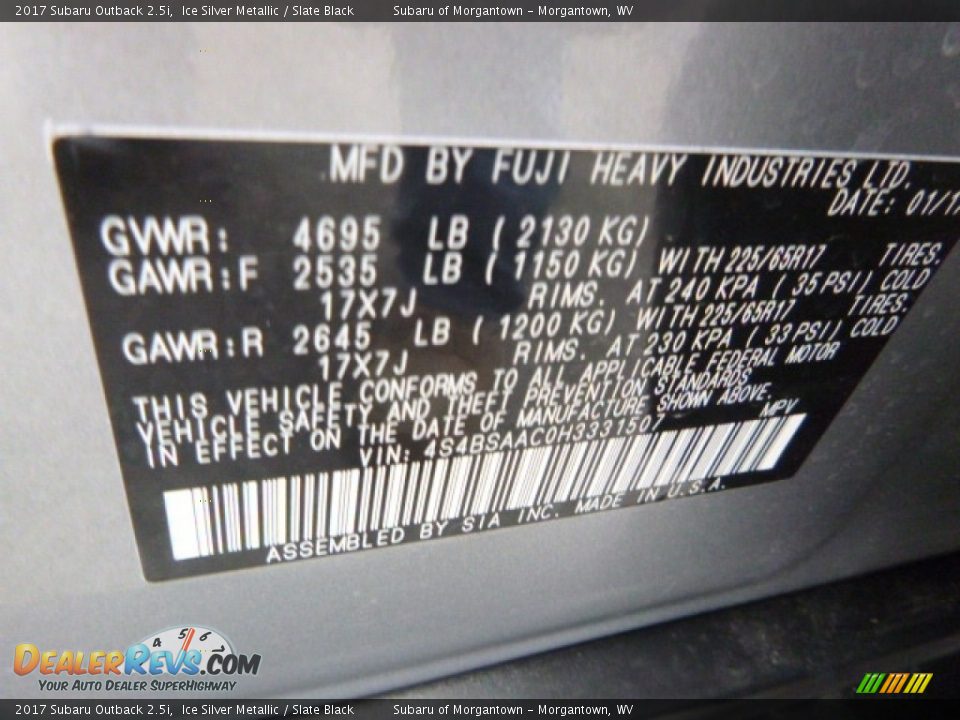 2017 Subaru Outback 2.5i, Ice Silver Metallic / Slate Black Subaru of Morgantown - Morgantown, WV
MFD BY FUJI HEAVY INDUSTRIES LTD.
DATE: 01/17
GVWR: 4695 LB ( 2130 KG)
GAWR:F 2535 LB ( 1150 KG) WITH 225/65R17 TIRES.
17X7J RIMS. AT 240 KPA ( 35 PSI) COLD
GAWR:R 2645 LB ( 1200 KG) WITH 225/65R17 TIRES.
17X7J RIMS. AT 230 KPA ( 33 PSI) COLD
THIS VEHICLE CONFORMS TO ALL APPLICABLE FEDERAL MOTOR
VEHICLE SAFETY AND THEFT PREVENTION STANDARDS
IN EFFECT ON THE DATE OF MANUFACTURE SHOWN ABOVE.
VIN: 4S4BSAAC0H3331507 MPV
ASSEMBLED BY SIA INC. MADE IN U.S.A.
4 5 6
DealerRevs.com
Your Auto Dealer SuperHighway
2017 Subaru Outback 2.5i, Ice Silver Metallic / Slate Black Subaru of Morgantown - Morgantown, WV